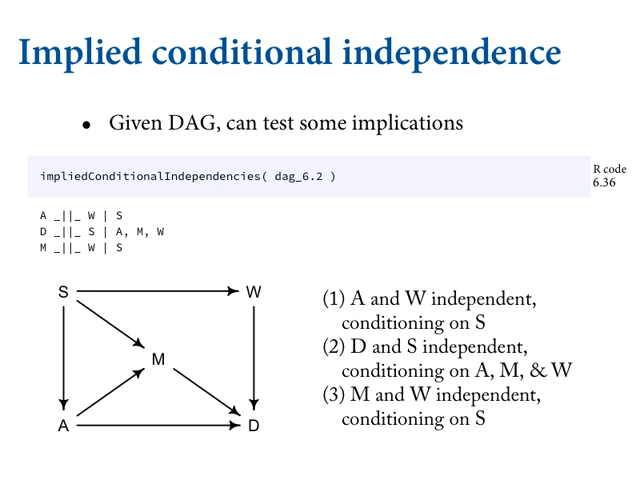 Implied conditional independence
• Given DAG, can test some implications
impliedConditionalIndependencies( dag_6.2 )
R code
6.36
A _||_ W | S
D _||_ S | A, M, W
M _||_ W | S
S
W
M
A
D
(1) A and W independent,
conditioning on S
(2) D and S independent,
conditioning on A, M, & W
(3) M and W independent,
conditioning on S